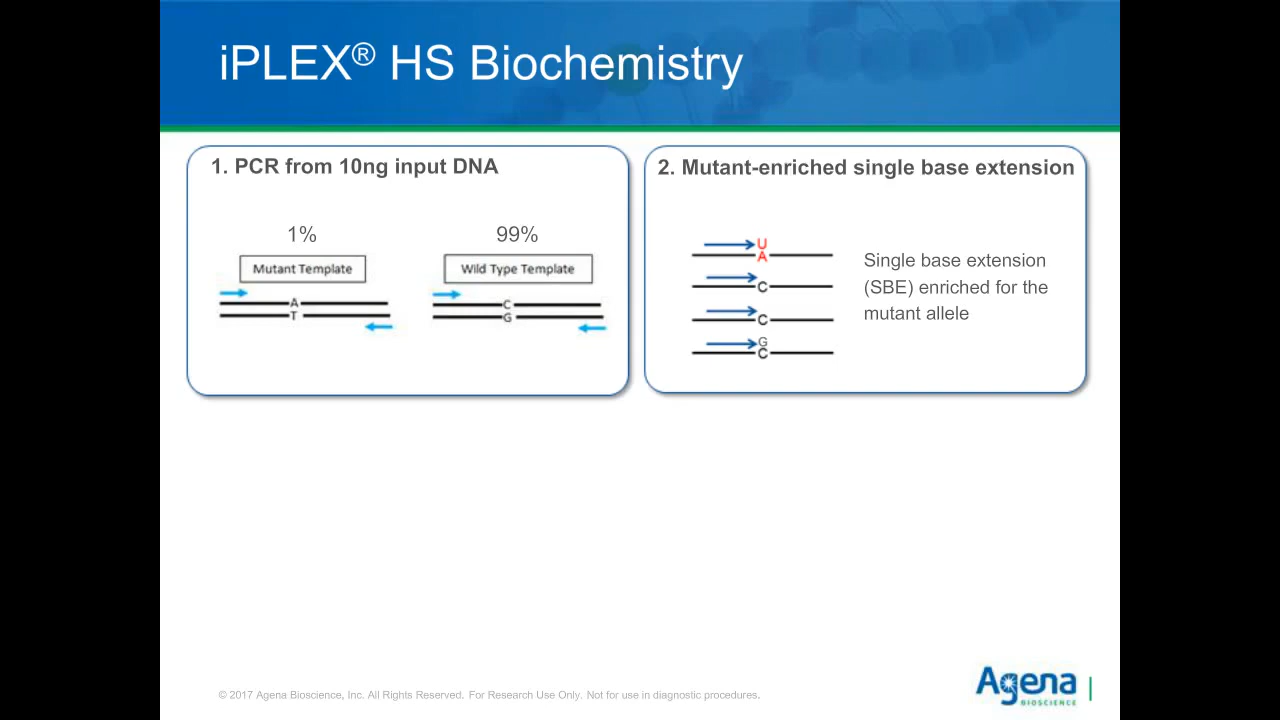 iPLEX® HS Biochemistry
1. PCR from 10ng input DNA
1%
99%
Mutant Template
Wild Type Template
A
T
C
G
2. Mutant-enriched single base extension
U
A
C
C
G
C
Single base extension
(SBE) enriched for the
mutant allele
© 2017 Agena Bioscience, Inc. All Rights Reserved. For Research Use Only. Not for use in diagnostic procedures.
Agena
BIOSCIENCE